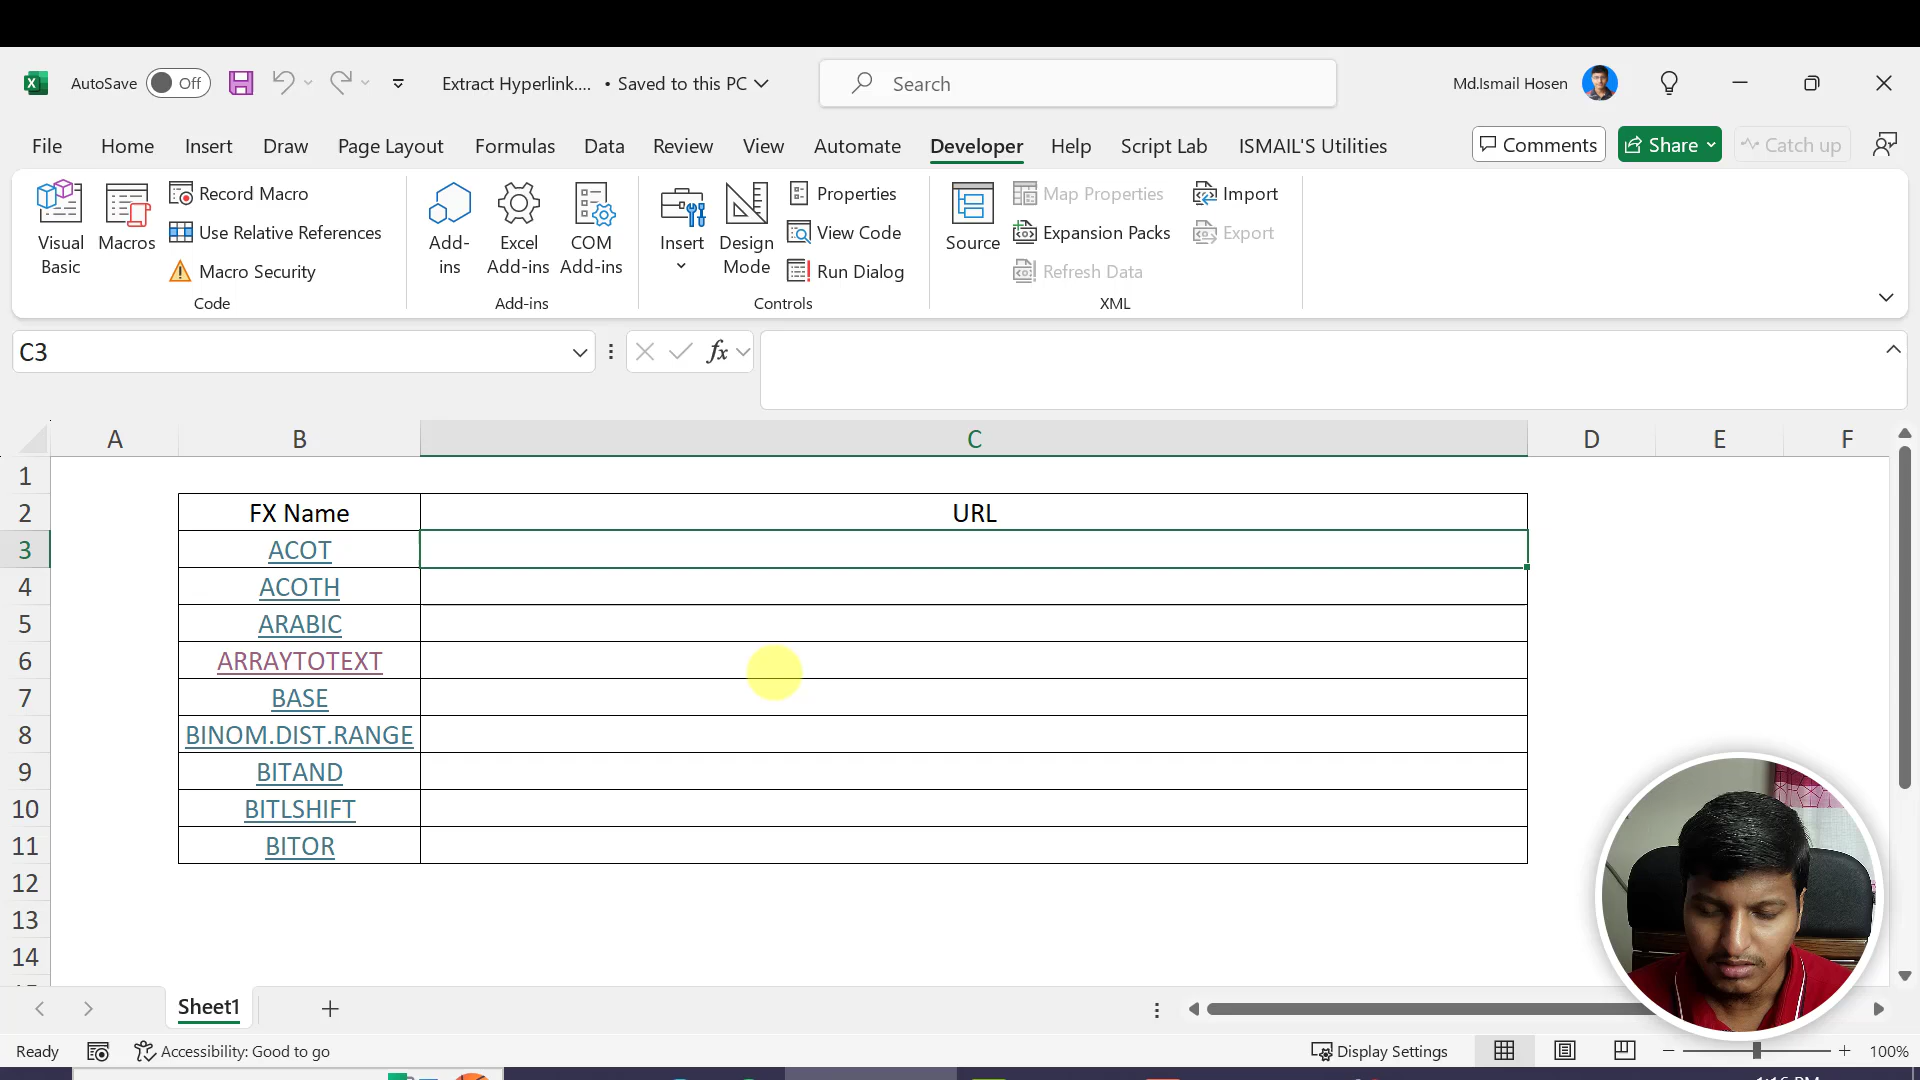 AutoSave Off Extract Hyperlink.... • Saved to this PC Search Md.Ismail Hosen
File Home Insert Draw Page Layout Formulas Data Review View Automate Developer Help Script Lab ISMAIL'S Utilities Comments Share Catch up
Visual Basic
Macros
Record Macro
Use Relative References
Macro Security
Code
Add-ins
Excel Add-ins
COM Add-ins
Add-ins
Insert
Design Mode
Properties
View Code
Run Dialog
Controls
Source
Map Properties
Expansion Packs
Refresh Data
Import
Export
XML
C3 fx
A B C D E F
1
2 FX Name URL
3 ACOT
4 ACOTH
5 ARABIC
6 ARRAYTOTEXT
7 BASE
8 BINOM.DIST.RANGE
9 BITAND
10 BITLSHIFT
11 BITOR
12
13
14
Sheet1
Ready Accessibility: Good to go Display Settings 100%